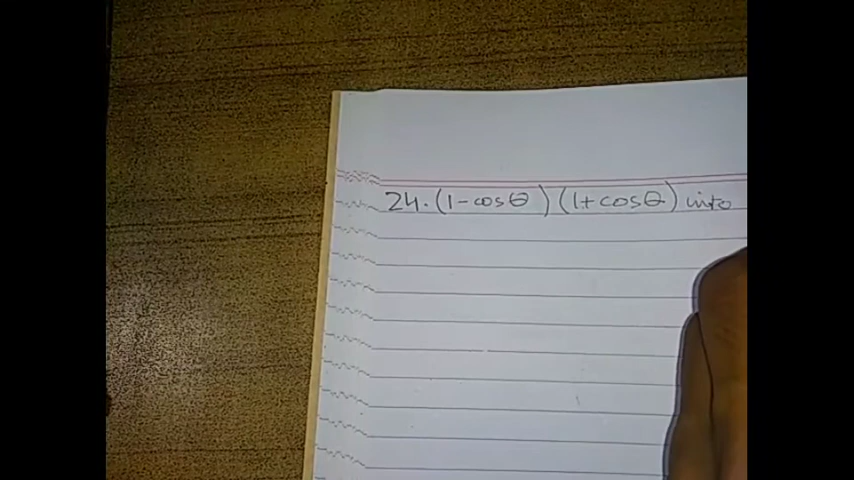 24. (1-cosθ) (1+cosθ) into